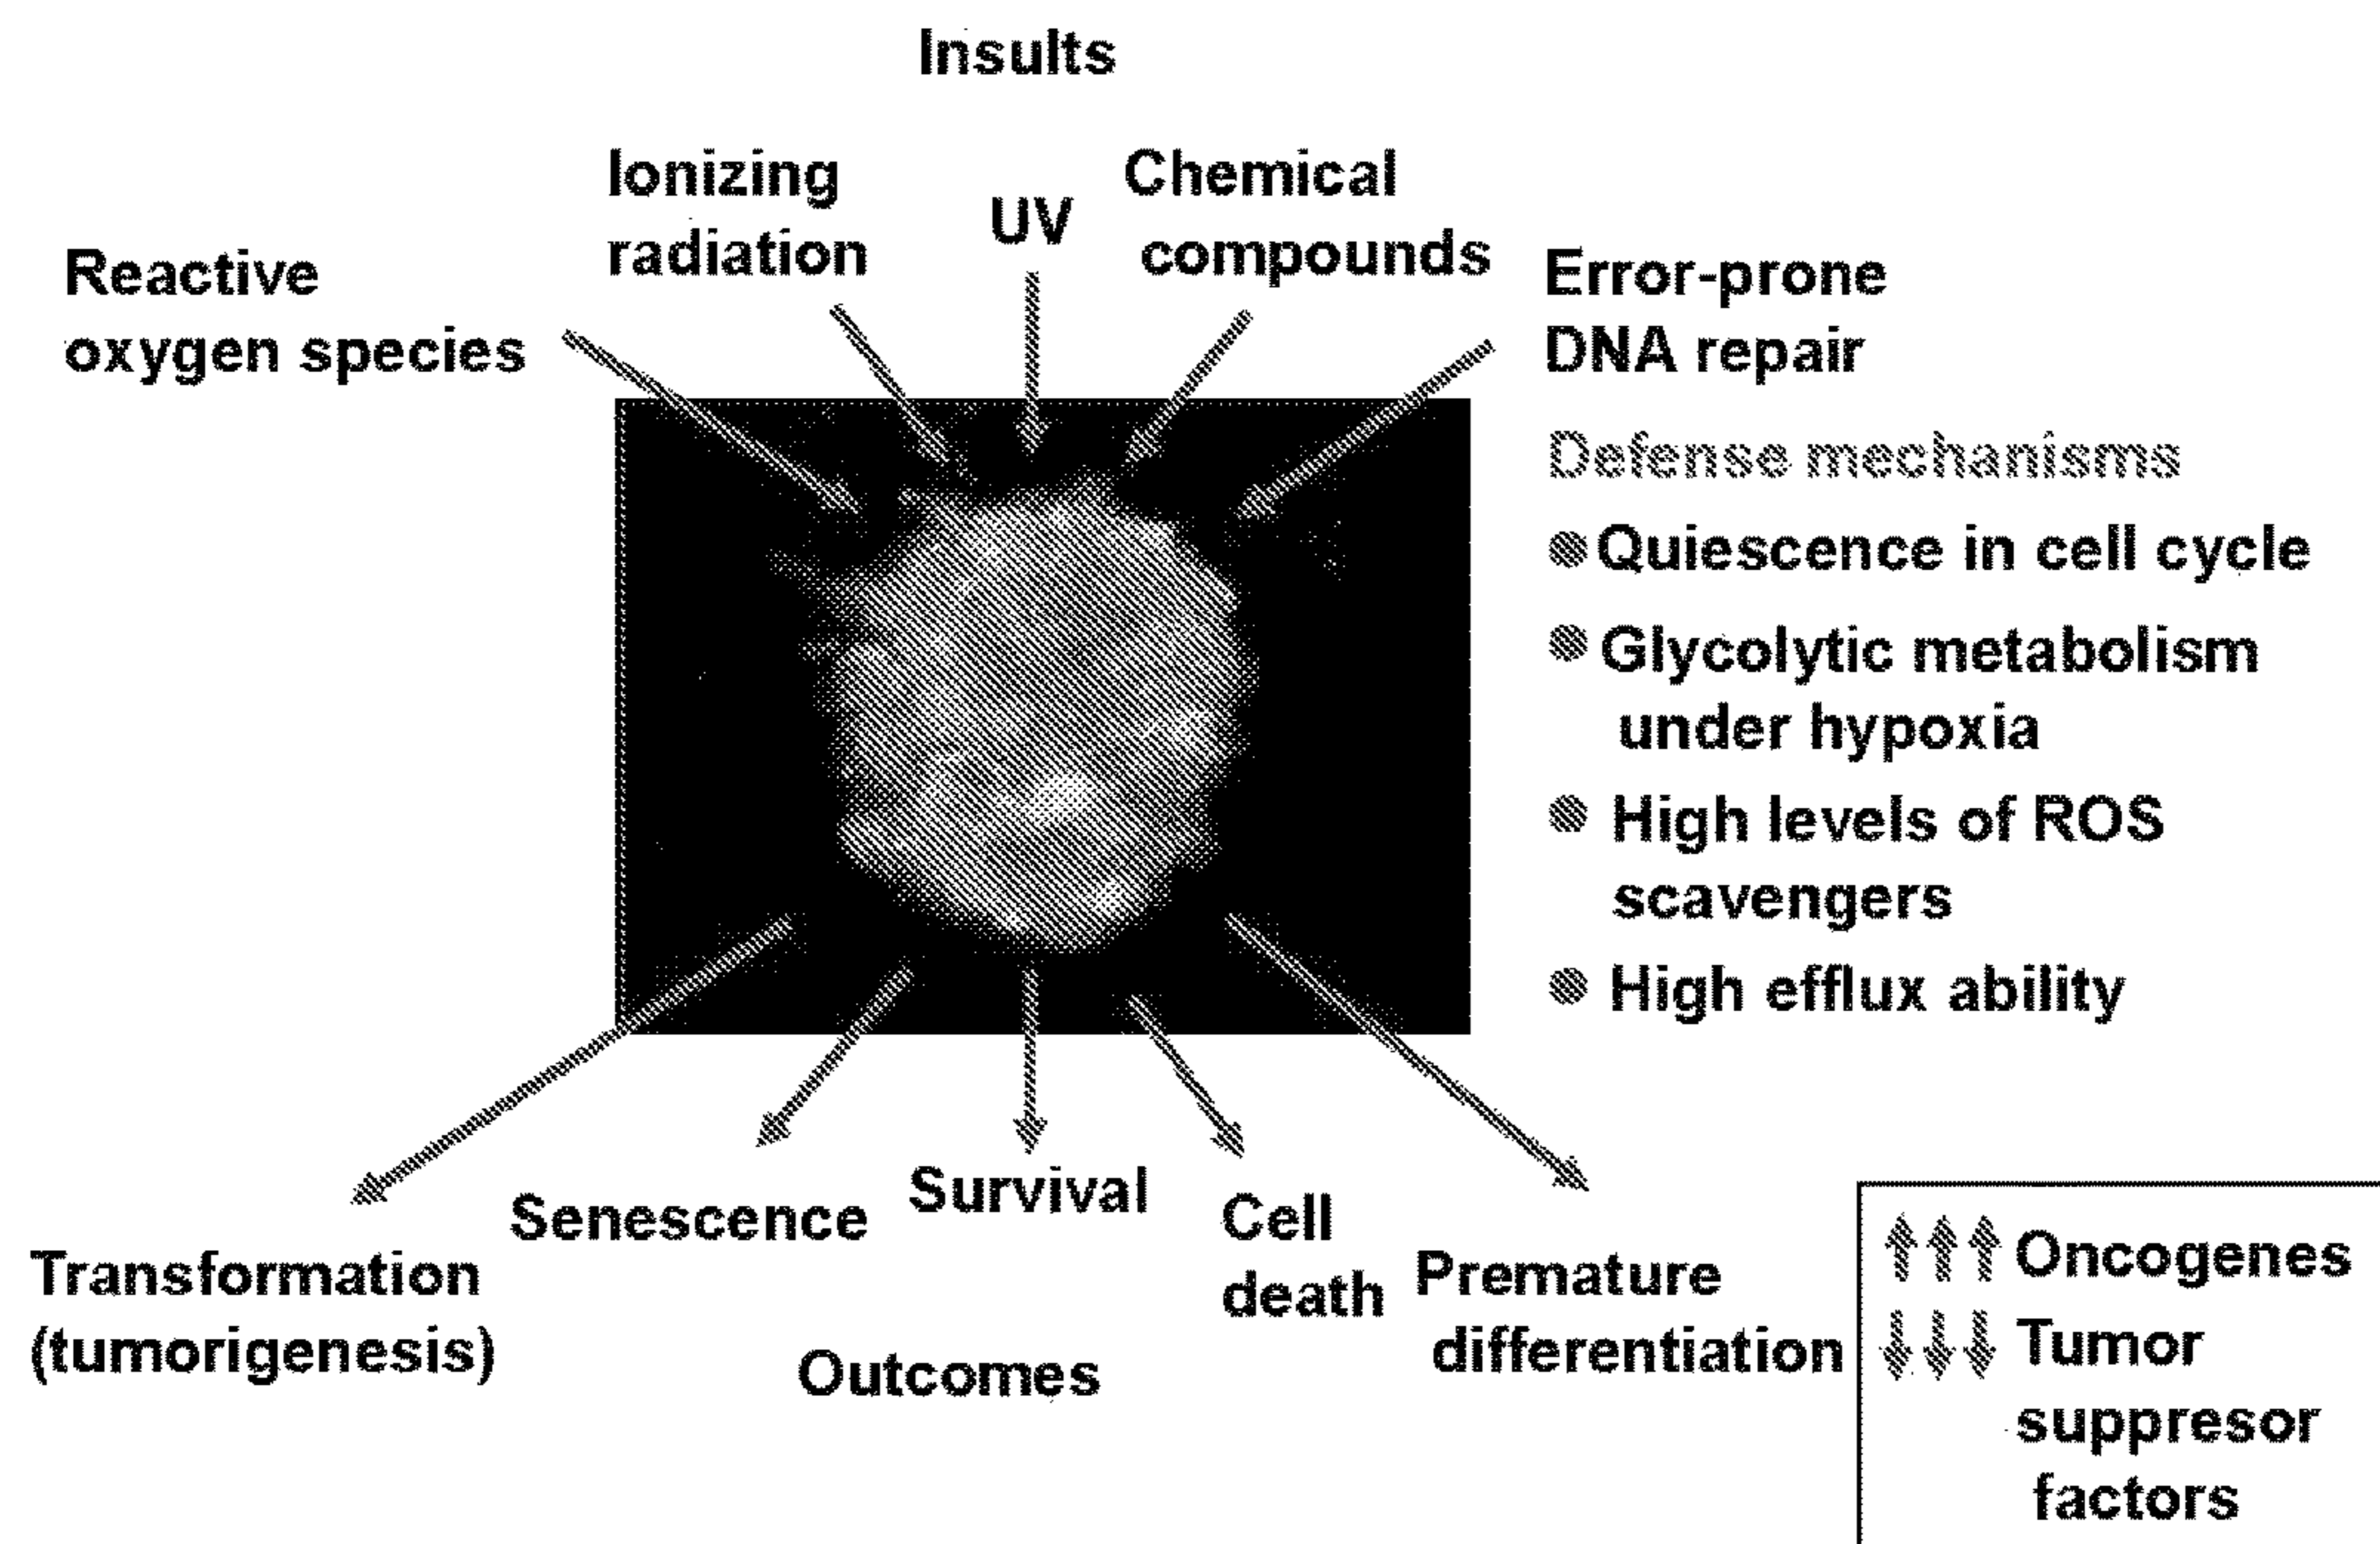 Insults
Ionizing
radiation
UV
Chemical
compounds
Reactive
oxygen species
Error-prone
DNA repair
Defense mechanisms
Quiescence in cell cycle
Glycolytic metabolism
under hypoxia
High levels of ROS
scavengers
High efflux ability
Transformation
(tumorigenesis)
Senescence
Survival
Cell
death
Premature
differentiation
Outcomes
Oncogenes
Tumor
suppresor
factors